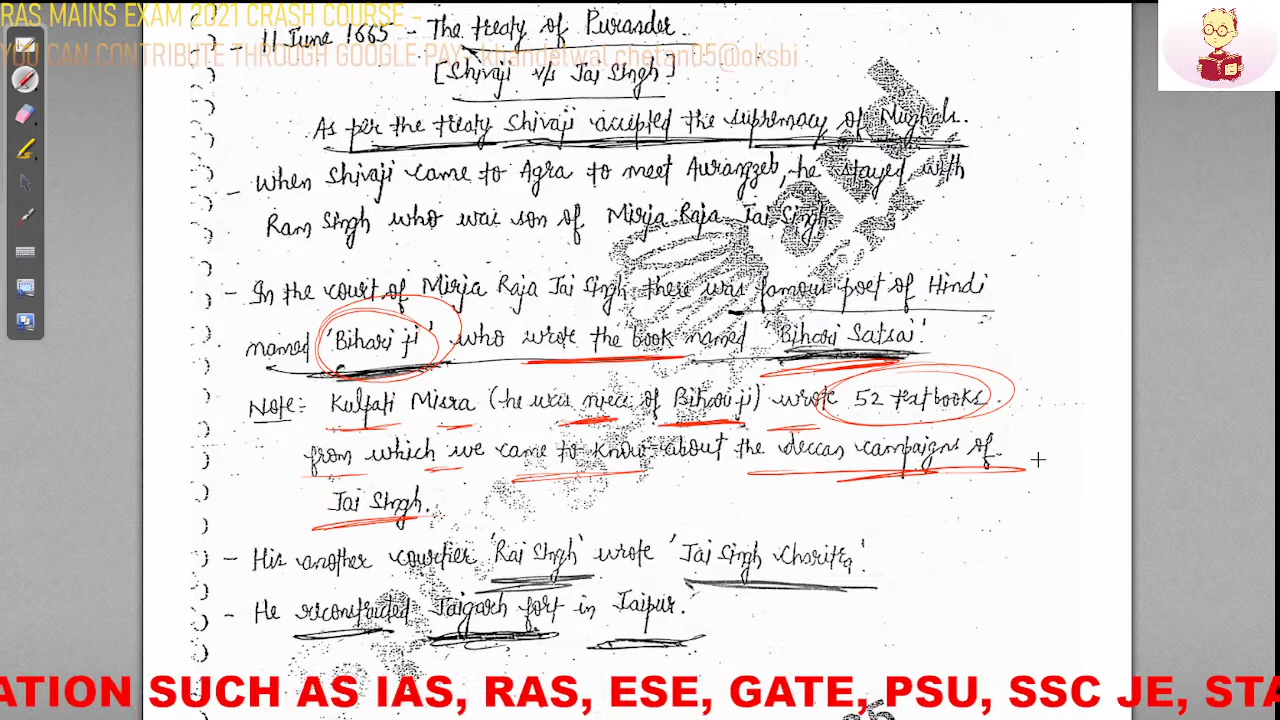 RAS MAINS EXAM 2021 CRASH COURSE -
YOU CAN CONTRIBUTE THROUGH GOOGLE PAY - khandelwal.chetan05@oksbi
11 June 1665 - The treaty of Purander
[Shivaji v/s Jai Singh]
As per the treaty Shivaji accepted the supremacy of Mughals.
- When Shivaji came to Agra to meet Aurangzeb, he stayed with
Ram Singh who was son of Mirja Raja Jai Singh
- In the court of Mirja Raja Jai Singh there was famous poet of Hindi
named 'Bihari ji' who wrote the book named 'Bihari Satsai'
Note: Kulpati Misra (he was niece of Bihari ji) wrote 52 textbooks.
from which we came to know about the deccan campaigns of
Jai Singh.
- His another courtier 'Rai Singh' wrote 'Jai Singh Charitra'
- He reconstructed Jaigarh fort in Jaipur.
ATION SUCH AS IAS, RAS, ESE, GATE, PSU, SSC JE, STA